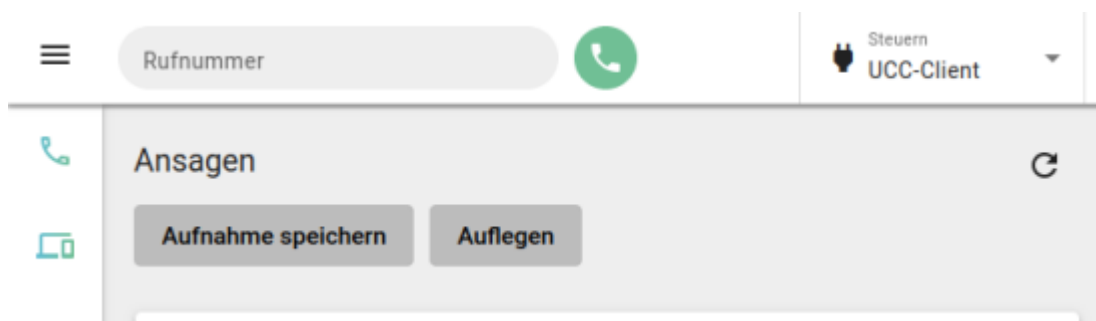 Rufnummer
Steuern
UCC-Client
Ansagen
Aufnahme speichern
Auflegen